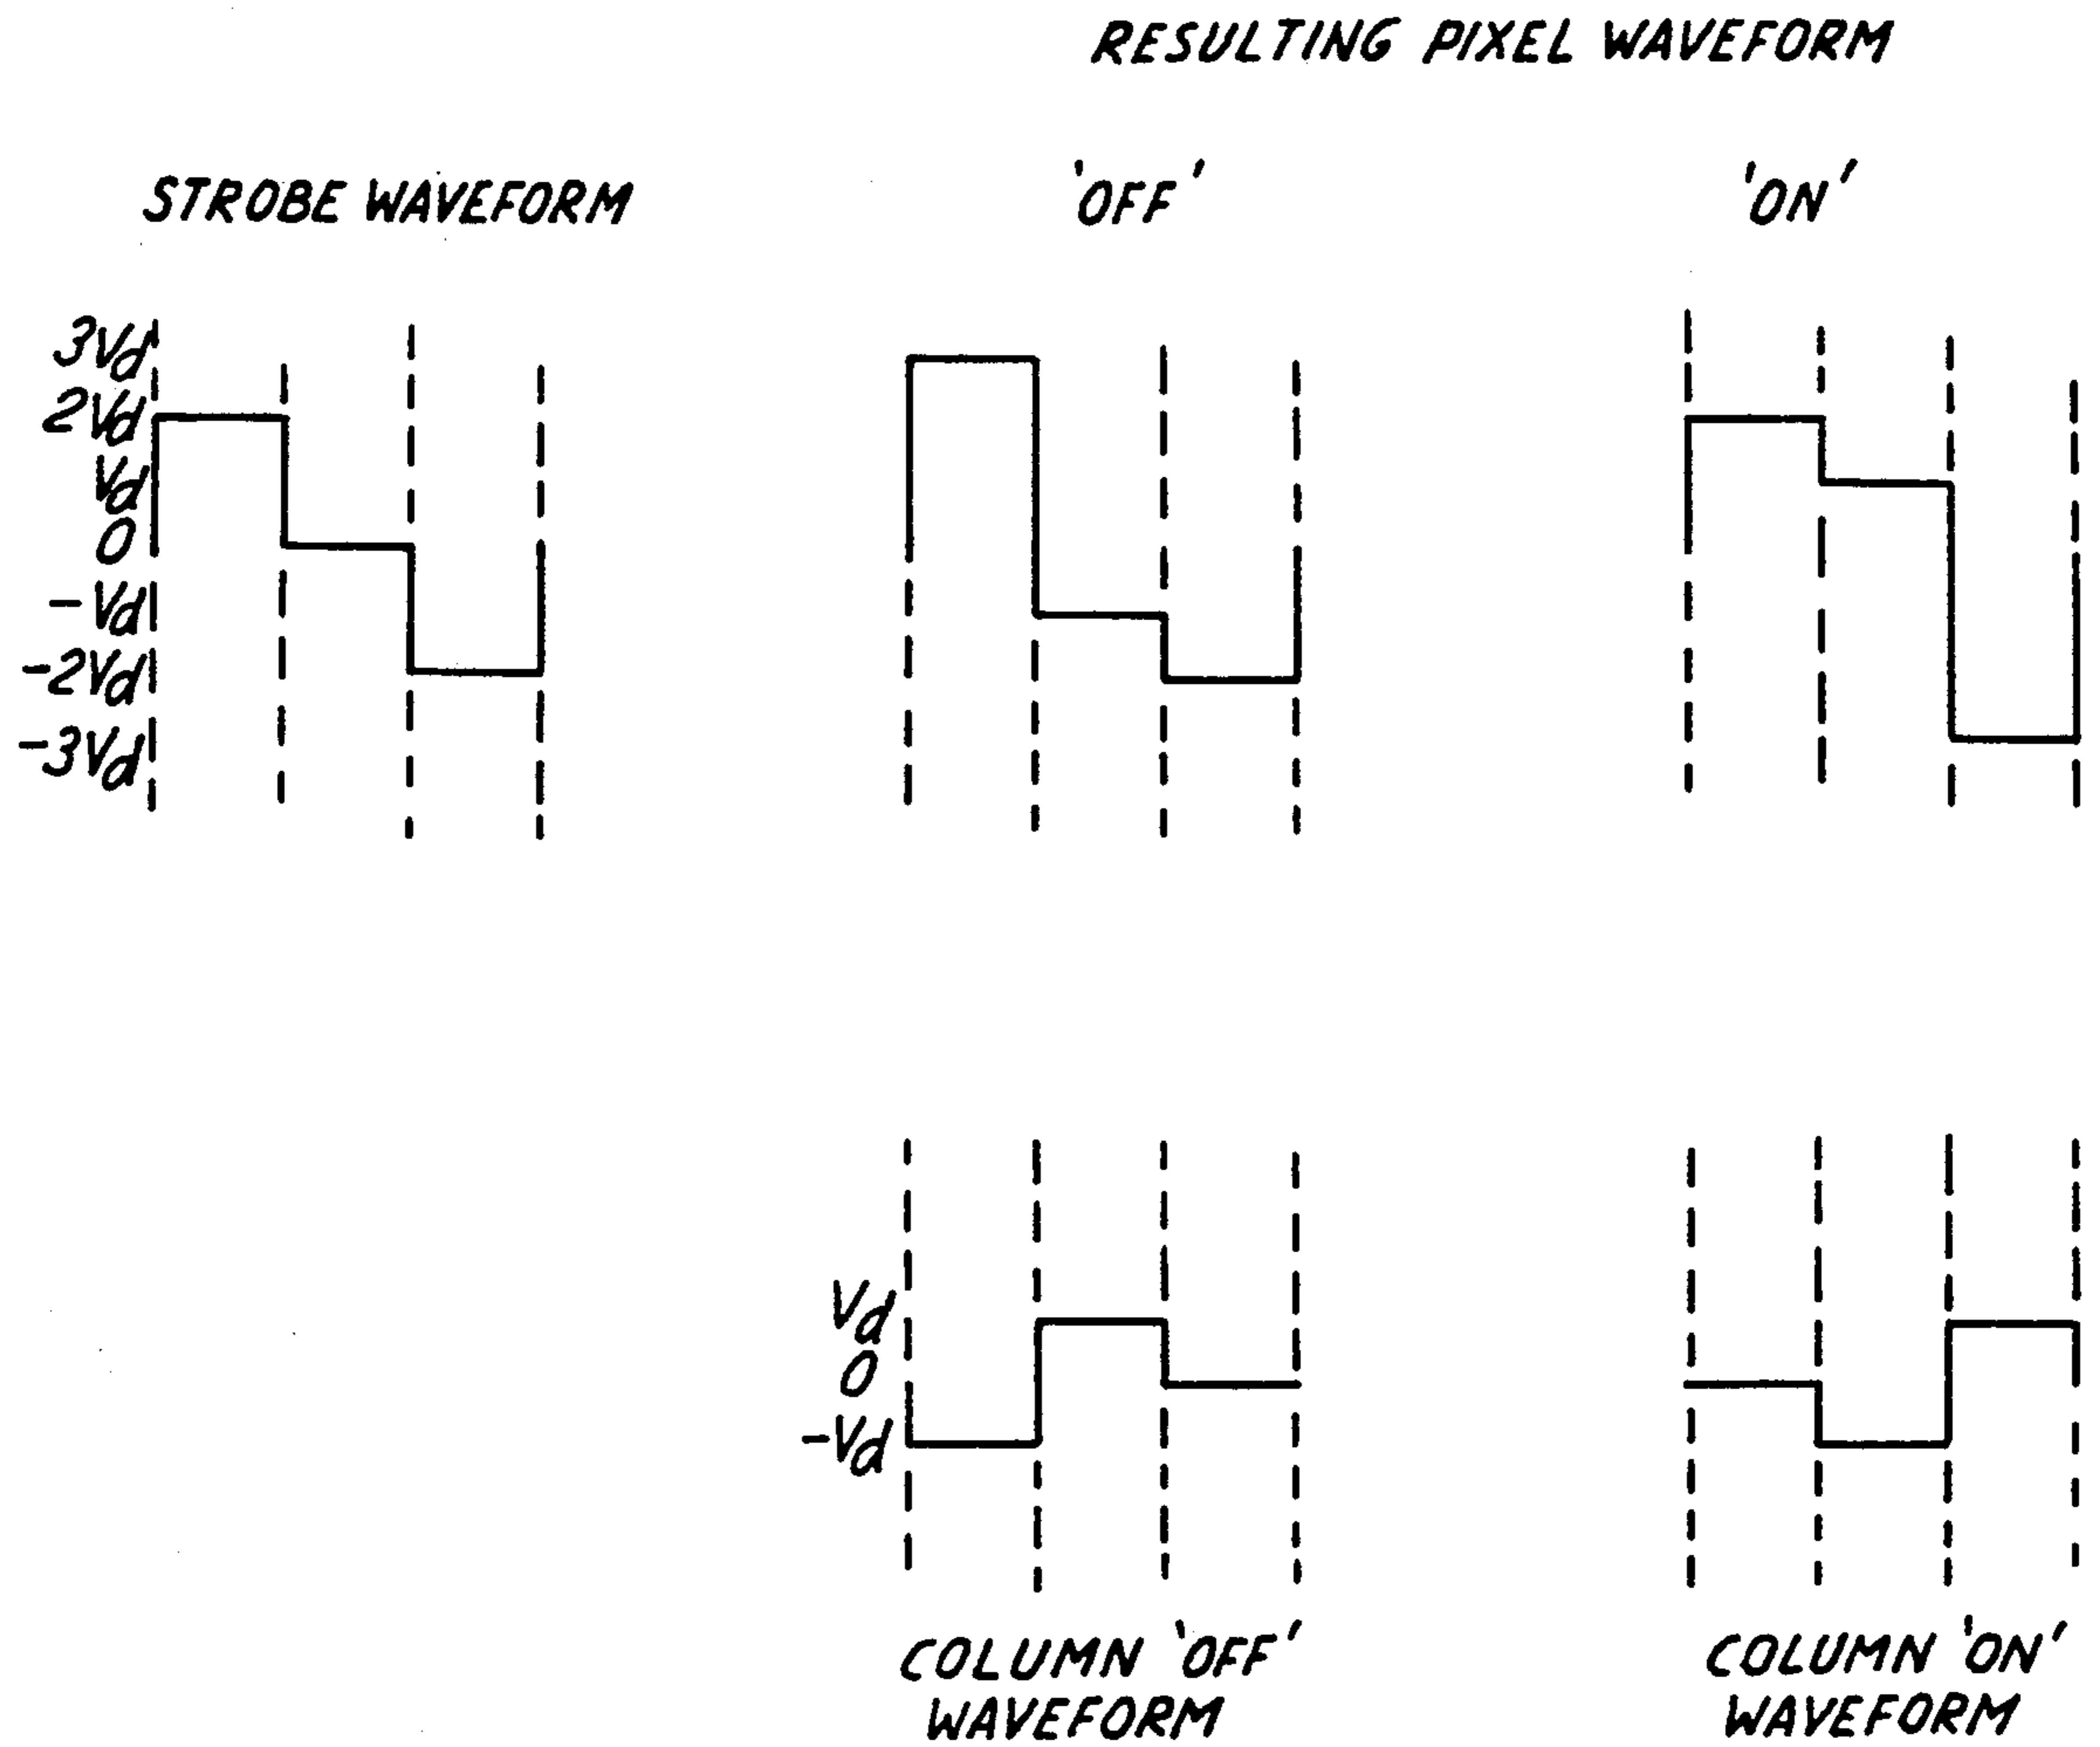 RESULTING PIXEL WAVEFORM
STROBE WAVEFORM
'OFF'
'ON'
3Vd
2Vd
Vd
0
-Vd
-2Vd
-3Vd
Vd
0
-Vd
COLUMN 'OFF'
WAVEFORM
COLUMN 'ON'
WAVEFORM